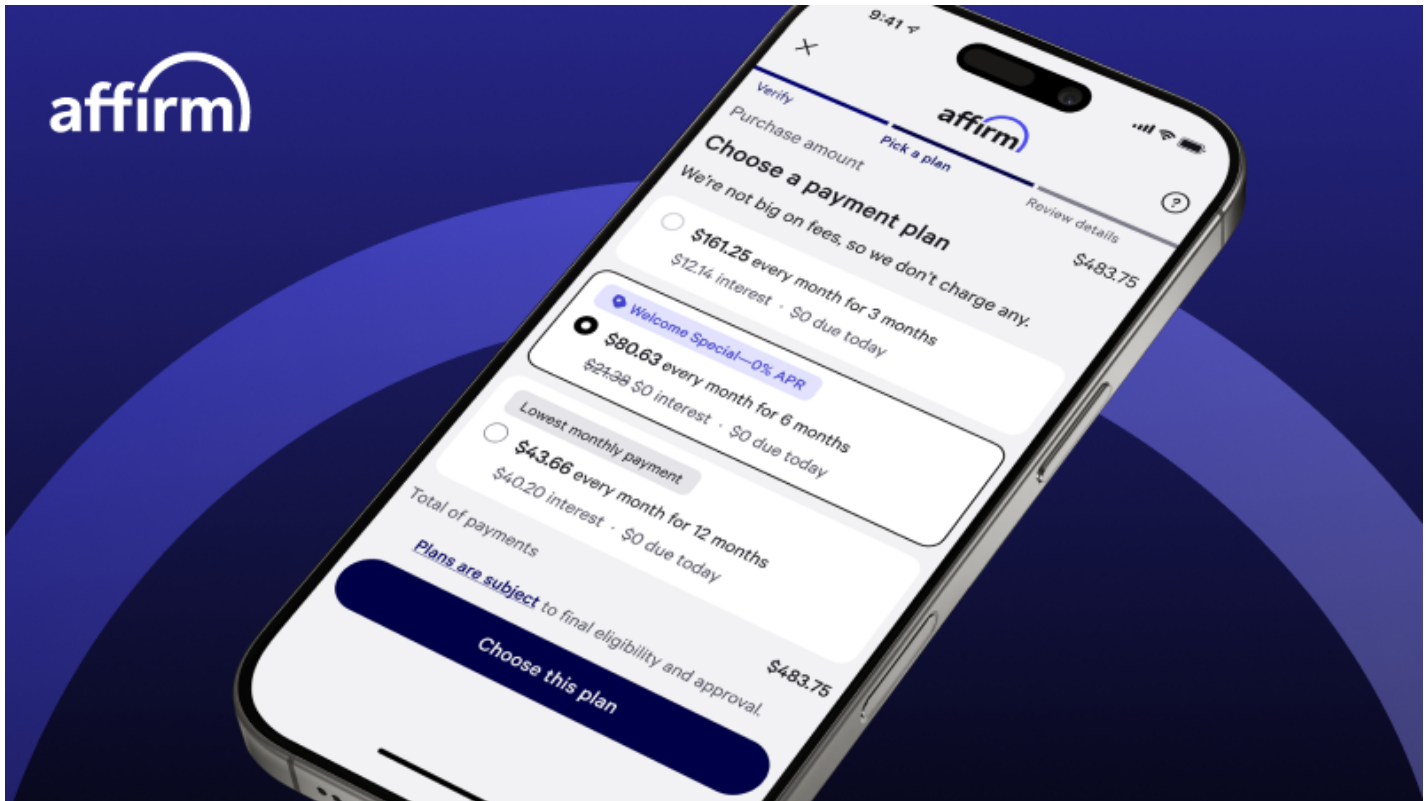 affirm
9:41
affirm
Verify
Pick a plan
Review details
Purchase amount
$483.75
Choose a payment plan
We're not big on fees, so we don't charge any.
$161.25 every month for 3 months
$12.14 interest · $0 due today
Welcome Special—0% APR
$80.63 every month for 6 months
$21.38 $0 interest · $0 due today
Lowest monthly payment
$43.66 every month for 12 months
$40.20 interest · $0 due today
Total of payments
$483.75
Plans are subject to final eligibility and approval.
Choose this plan